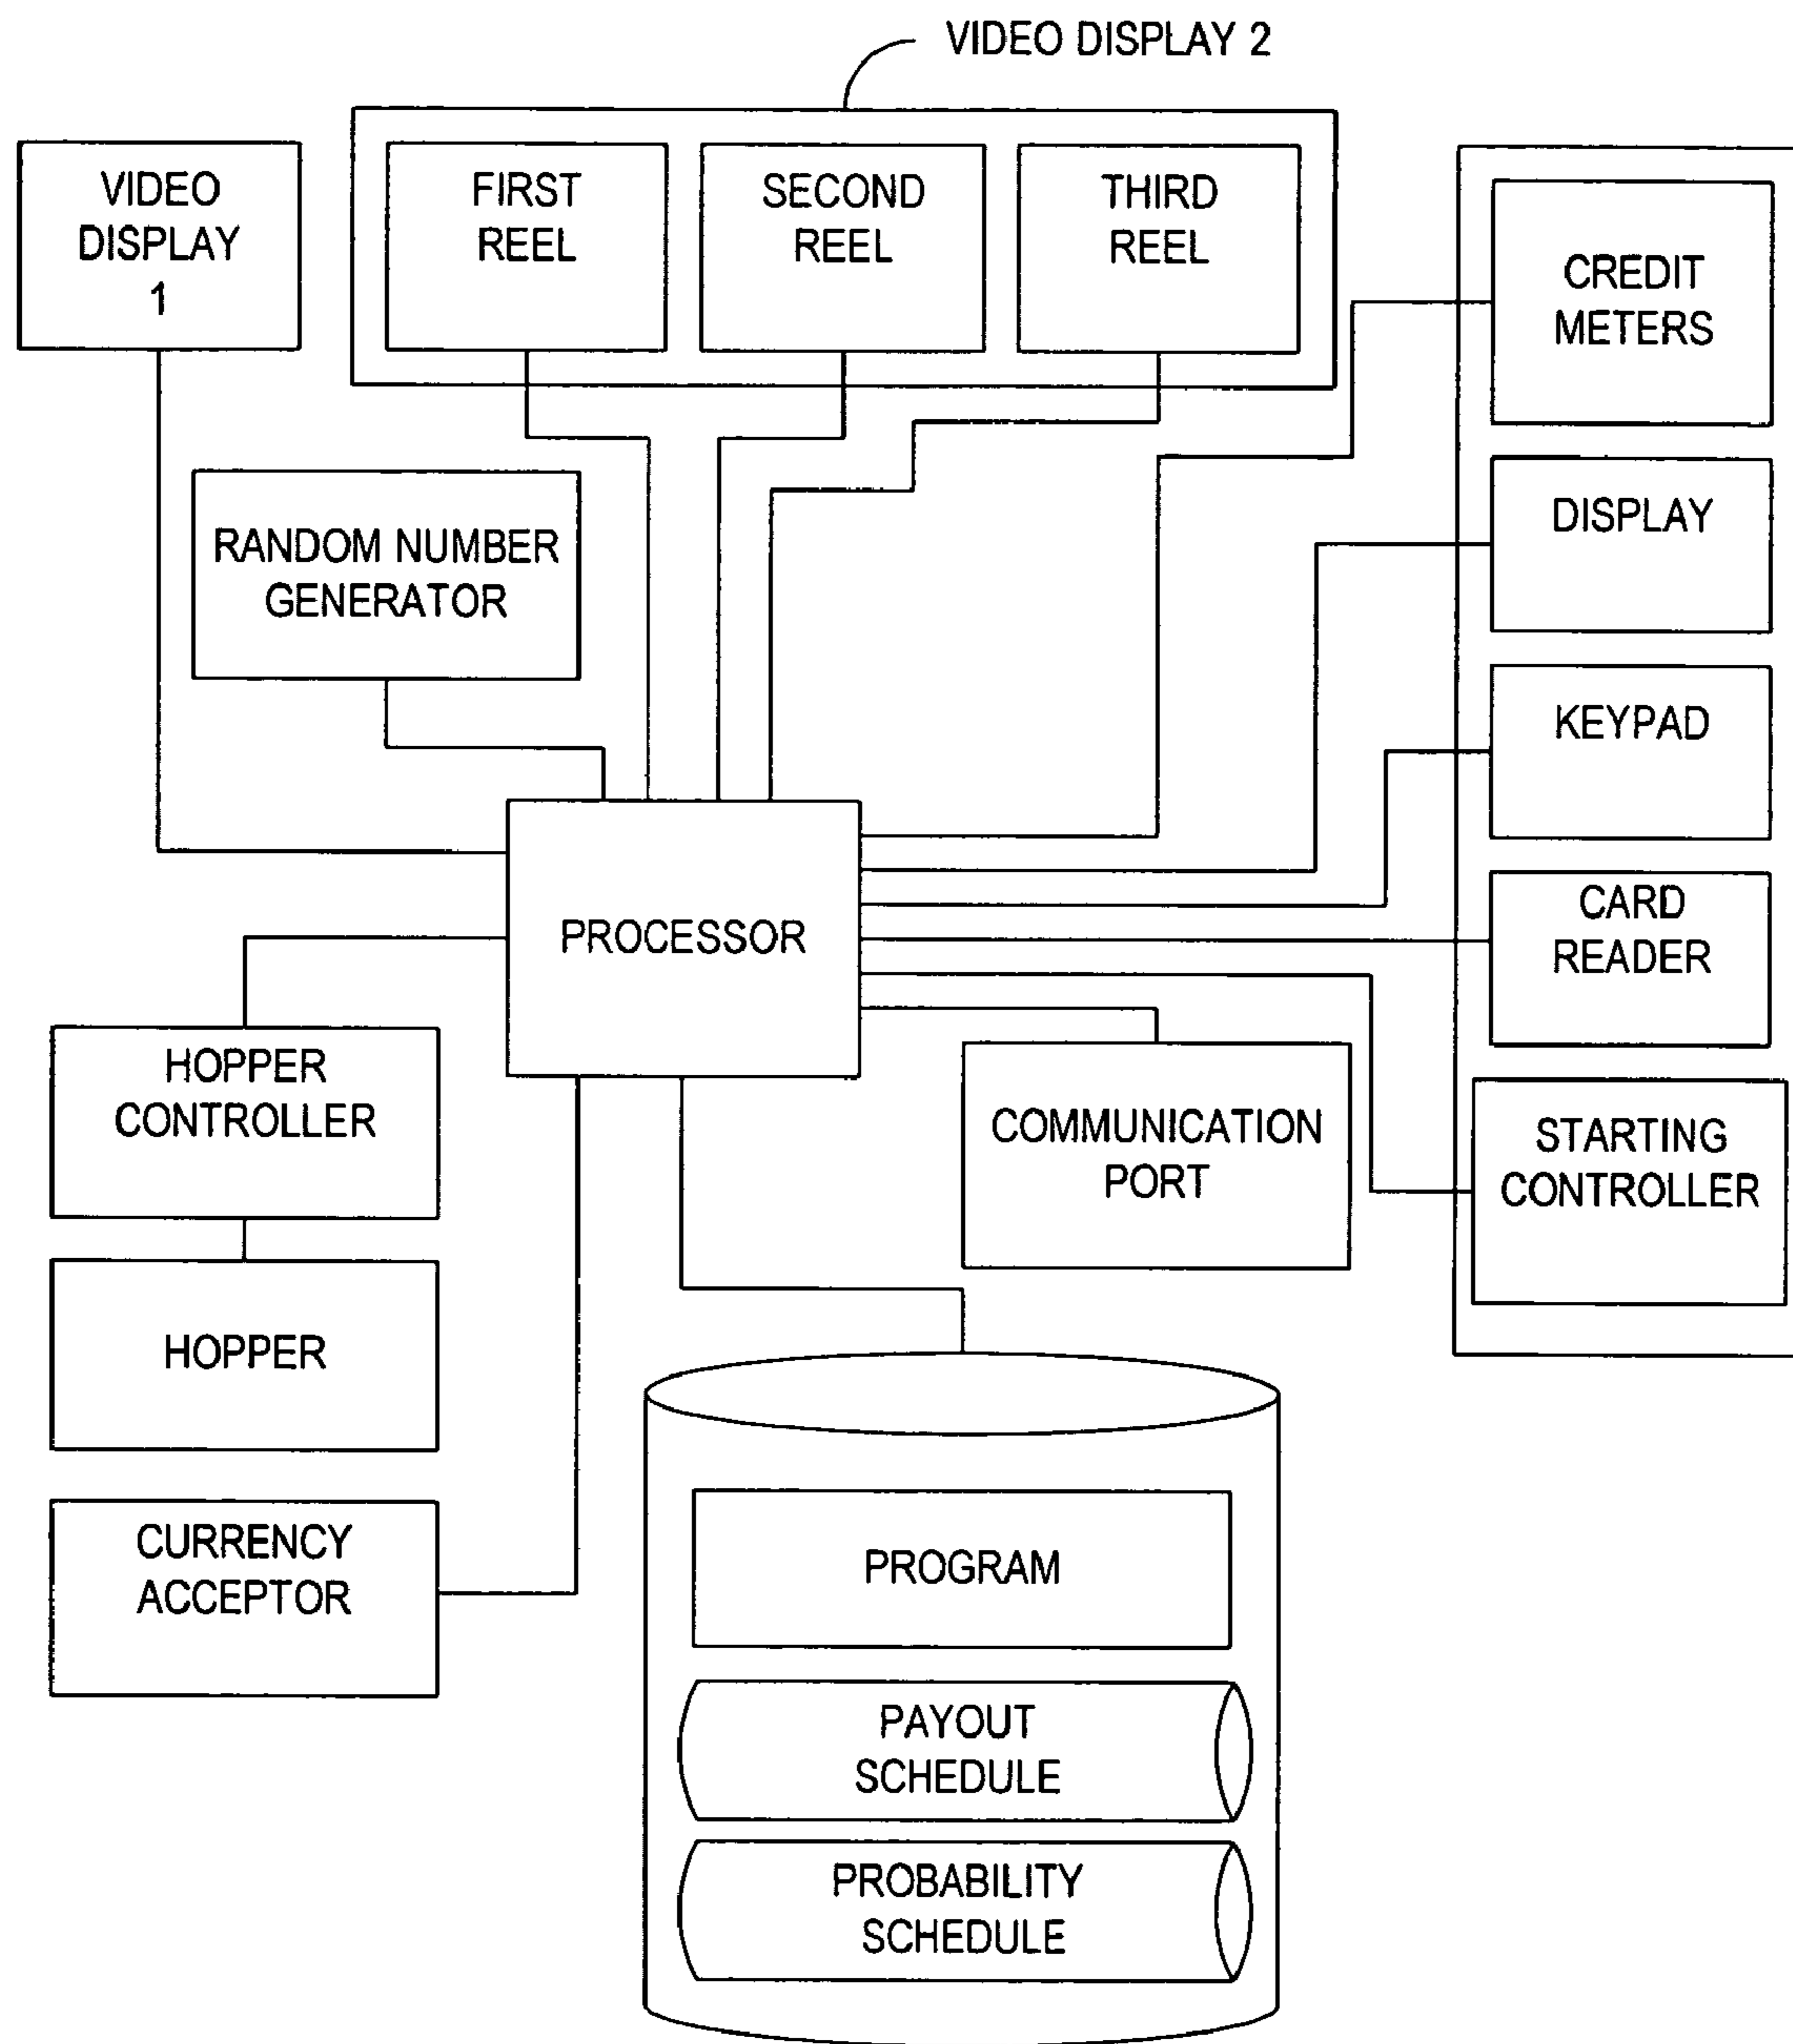 VIDEO DISPLAY 2
VIDEO
DISPLAY
1
FIRST
REEL
SECOND
REEL
THIRD
REEL
CREDIT
METERS
RANDOM NUMBER
GENERATOR
DISPLAY
KEYPAD
PROCESSOR
CARD
READER
HOPPER
CONTROLLER
COMMUNICATION
PORT
STARTING
CONTROLLER
HOPPER
CURRENCY
ACCEPTOR
PROGRAM
PAYOUT
SCHEDULE
PROBABILITY
SCHEDULE